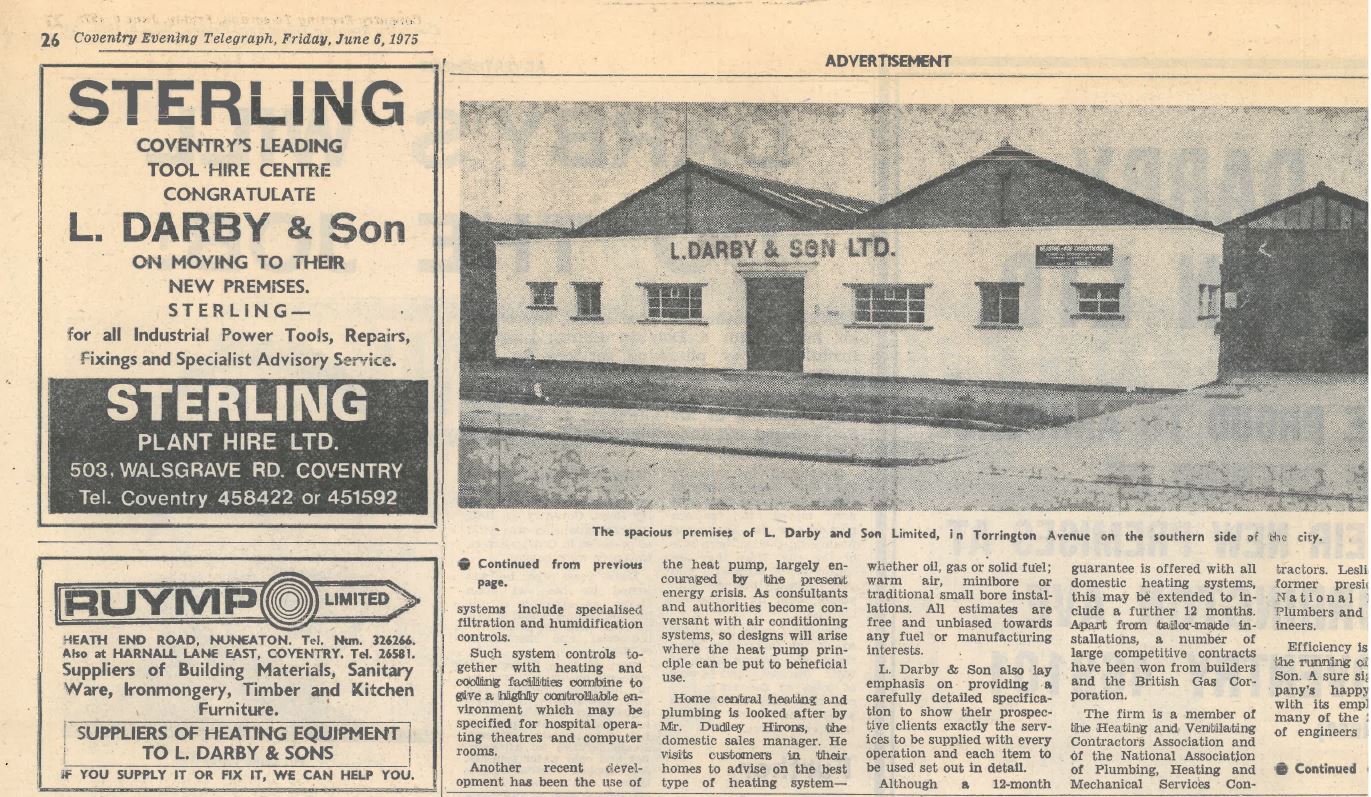 26 Coventry Evening Telegraph, Friday, June 6, 1975
STERLING
COVENTRY'S LEADING
TOOL HIRE CENTRE
CONGRATULATE
L. DARBY & Son
ON MOVING TO THEIR
NEW PREMISES.
STERLING—
for all Industrial Power Tools, Repairs,
Fixings and Specialist Advisory Service.
STERLING
PLANT HIRE LTD.
503, WALSGRAVE RD. COVENTRY
Tel. Coventry 458422 or 451592
RUYMP LIMITED
HEATH END ROAD, NUNEATON. Tel. Nun. 326266.
Also at HARNALL LANE EAST, COVENTRY. Tel. 26581.
Suppliers of Building Materials, Sanitary
Ware, Ironmongery, Timber and Kitchen
Furniture.
SUPPLIERS OF HEATING EQUIPMENT
TO L. DARBY & SONS
IF YOU SUPPLY IT OR FIX IT, WE CAN HELP YOU.
ADVERTISEMENT
L. DARBY & SON LTD.
The spacious premises of L. Darby and Son Limited, in Torrington Avenue on the southern side of the city.
● Continued from previous
page.
systems include specialised
filtration and humidification
controls.
Such system controls to-
gether with heating and
cooling facilities combine to
give a highly controllable en-
vironment which may be
specified for hospital opera-
ting theatres and computer
rooms.
Another recent devel-
opment has been the use of
the heat pump, largely en-
couraged by the present
energy crisis. As consultants
and authorities become con-
versant with air conditioning
systems, so designs will arise
where the heat pump prin-
ciple can be put to beneficial
use.
Home central heating and
plumbing is looked after by
Mr. Dudley Hirons, the
domestic sales manager. He
visits customers in their
homes to advise on the best
type of heating system—
whether oil, gas or solid fuel;
warm air, minibore or
traditional small bore instal-
lations. All estimates are
free and unbiased towards
any fuel or manufacturing
interests.
L. Darby & Son also lay
emphasis on providing a
carefully detailed specifica-
tion to show their prospec-
tive clients exactly the serv-
ices to be supplied with every
operation and each item to
be used set out in detail.
Although a 12-month
guarantee is offered with all
domestic heating systems,
this may be extended to in-
clude a further 12 months.
Apart from tailor-made in-
stallations, a number of
large competitive contracts
have been won from builders
and the British Gas Cor-
poration.
The firm is a member of
the Heating and Ventilating
Contractors Association and
of the National Association
of Plumbing, Heating and
Mechanical Services Con-
tractors. Lesli
former presi
National
Plumbers and
ineers.
Efficiency is
the running o
Son. A sure si
pany's happy
with its emp
many of the
of engineers
● Continued